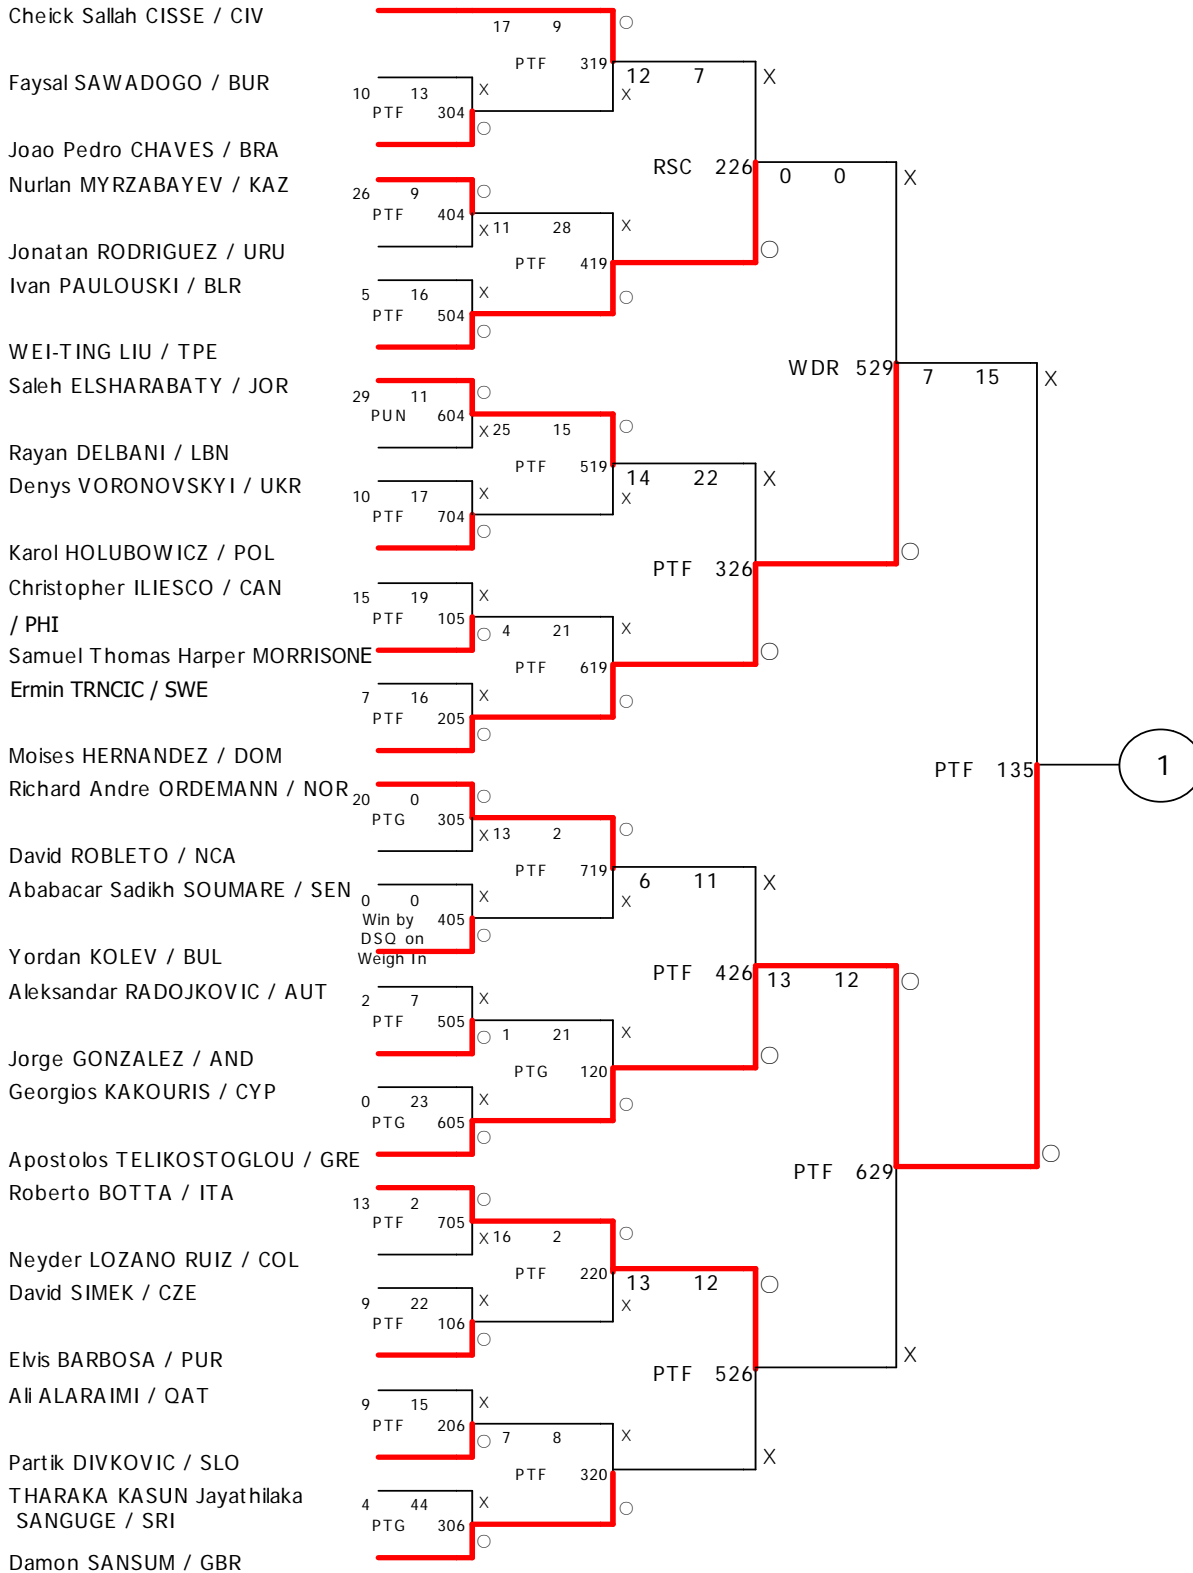 Cheick Sallah CISSE / CIV
17 9
PTF 319
Faysal SAWADOGO / BUR
10 13 X
PTF 304
12 7 X
X
Joao Pedro CHAVES / BRA
RSC 226
0 0 X
Nurlan MYRZABAYEV / KAZ
26 9
PTF 404
X 11 28 X
PTF 419
Jonatan RODRIGUEZ / URU
Ivan PAULOUSKI / BLR
5 16 X
PTF 504
WEI-TING LIU / TPE
WDR 529
7 15 X
Saleh ELSHARABATY / JOR
29 11
PUN 604
X 25 15
PTF 519
Rayan DELBANI / LBN
14 22 X
Denys VORONOVSKYI / UKR
10 17 X
PTF 704
X
Karol HOLUBOWICZ / POL
PTF 326
Christopher ILIESCO / CAN
15 19 X
PTF 105
/ PHI
4 21 X
PTF 619
Samuel Thomas Harper MORRISONE
Ermin TRNCIC / SWE
7 16 X
PTF 205
Moises HERNANDEZ / DOM
PTF 135
1
Richard Andre ORDEMANN / NOR
20 0
PTG 305
X 13 2
PTF 719
David ROBLETO / NCA
6 11 X
Ababacar Sadikh SOUMARE / SEN
0 0 X
Win by 405
DSQ on
Weigh In
X
Yordan KOLEV / BUL
PTF 426
13 12
Aleksandar RADOJKOVIC / AUT
2 7 X
PTF 505
1 21 X
PTG 120
Jorge GONZALEZ / AND
Georgios KAKOURIS / CYP
0 23 X
PTG 605
Apostolos TELIKOSTOGLOU / GRE
PTF 629
Roberto BOTTA / ITA
13 2
PTF 705
X 16 2
PTF 220
Neyder LOZANO RUIZ / COL
13 12
David SIMEK / CZE
9 22 X
PTF 106
X
Elvis BARBOSA / PUR
X
PTF 526
Ali ALARAIMI / QAT
9 15 X
PTF 206
7 8 X
PTF 320
X
Partik DIVKOVIC / SLO
THARAKA KASUN Jayathilaka
SANGUGE / SRI
4 44 X
PTG 306
Damon SANSUM / GBR